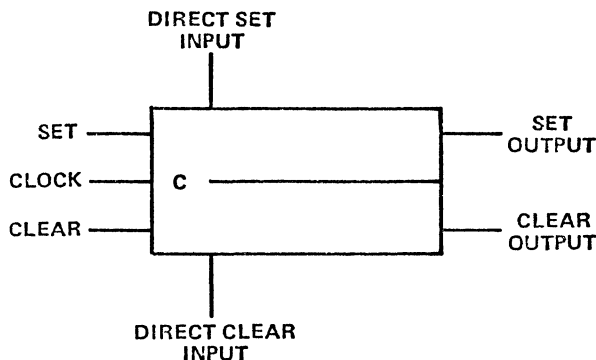 DIRECT SET
INPUT
SET
SET
OUTPUT
CLOCK
C
CLEAR
CLEAR
OUTPUT
DIRECT CLEAR
INPUT